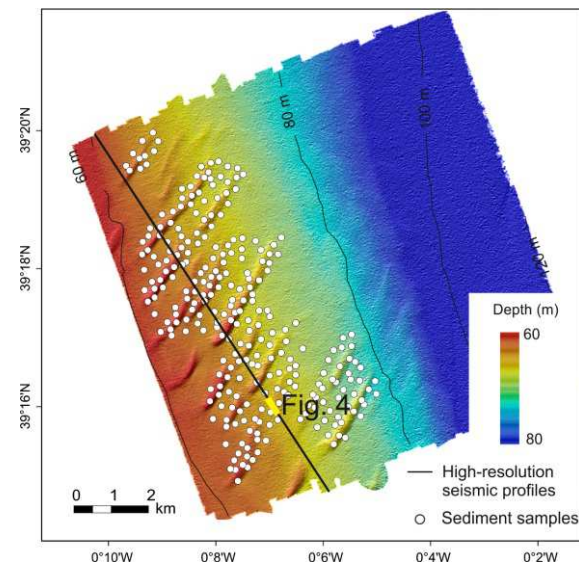 39°20'N
39°18'N
39°16'N
60 m
80 m
100 m
120 m
Fig. 4
Depth (m)
60
80
High-resolution
seismic profiles
Sediment samples
0 1 2
km
0°10'W
0°8'W
0°6'W
0°4'W
0°2'W